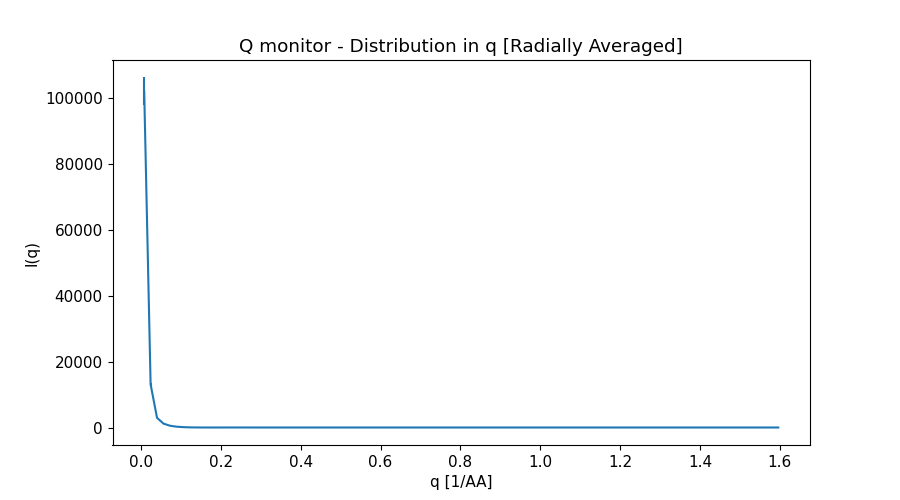 Q monitor - Distribution in q [Radially Averaged]
I(q)
100000
80000
60000
40000
20000
0
0.0 0.2 0.4 0.6 0.8 1.0 1.2 1.4 1.6
q [1/AA]